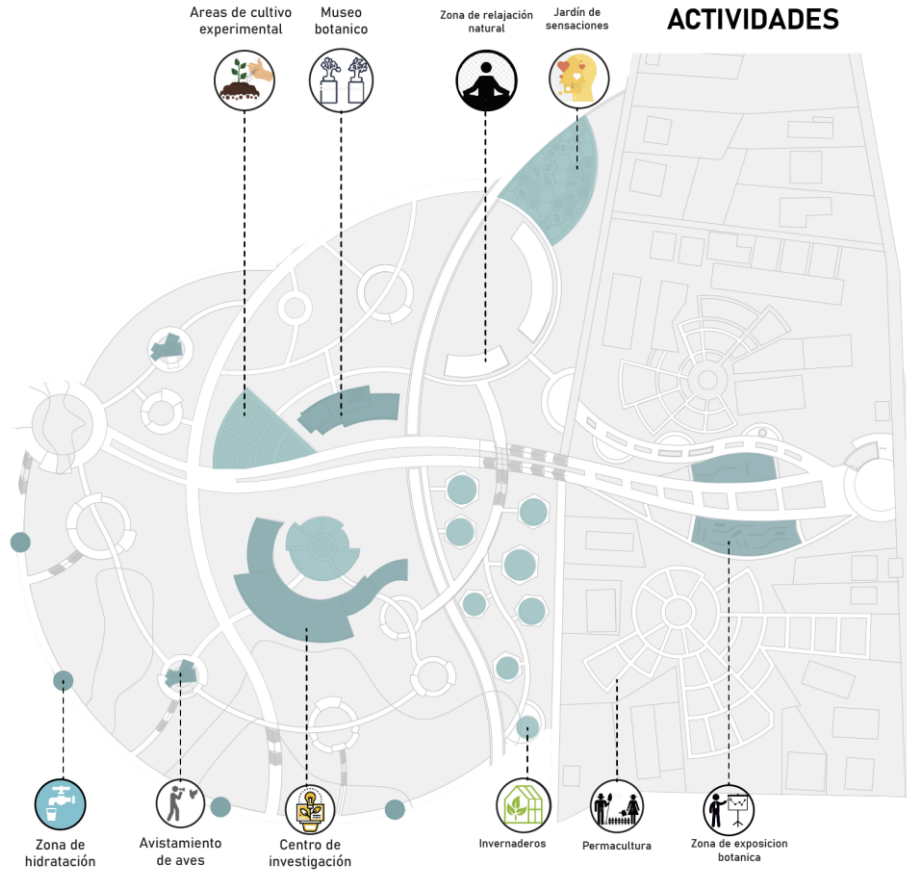 ACTIVIDADES
Areas de cultivo
experimental
Museo
botanico
Zona de relajación
natural
Jardín de
sensaciones
Zona de
hidratación
Avistamiento
de aves
Centro de
investigación
Invernaderos
Permacultura
Zona de exposicion
botanica